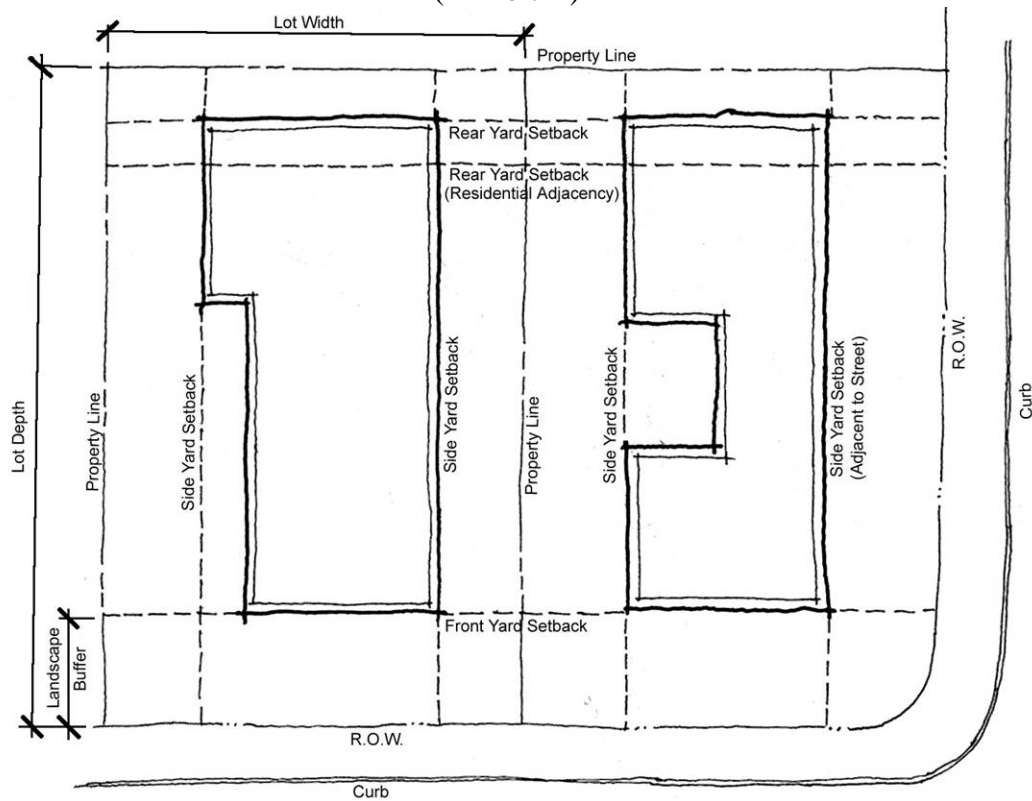 Lot Width
Property Line
Rear Yard Setback
Rear Yard Setback
(Residential Adjacency)
Lot Depth
Property Line
Side Yard Setback
Side Yard Setback
Property Line
Side Yard Setback
Side Yard Setback
(Adjacent to Street)
R.O.W.
Curb
Landscape
Buffer
Front Yard Setback
R.O.W.
Curb